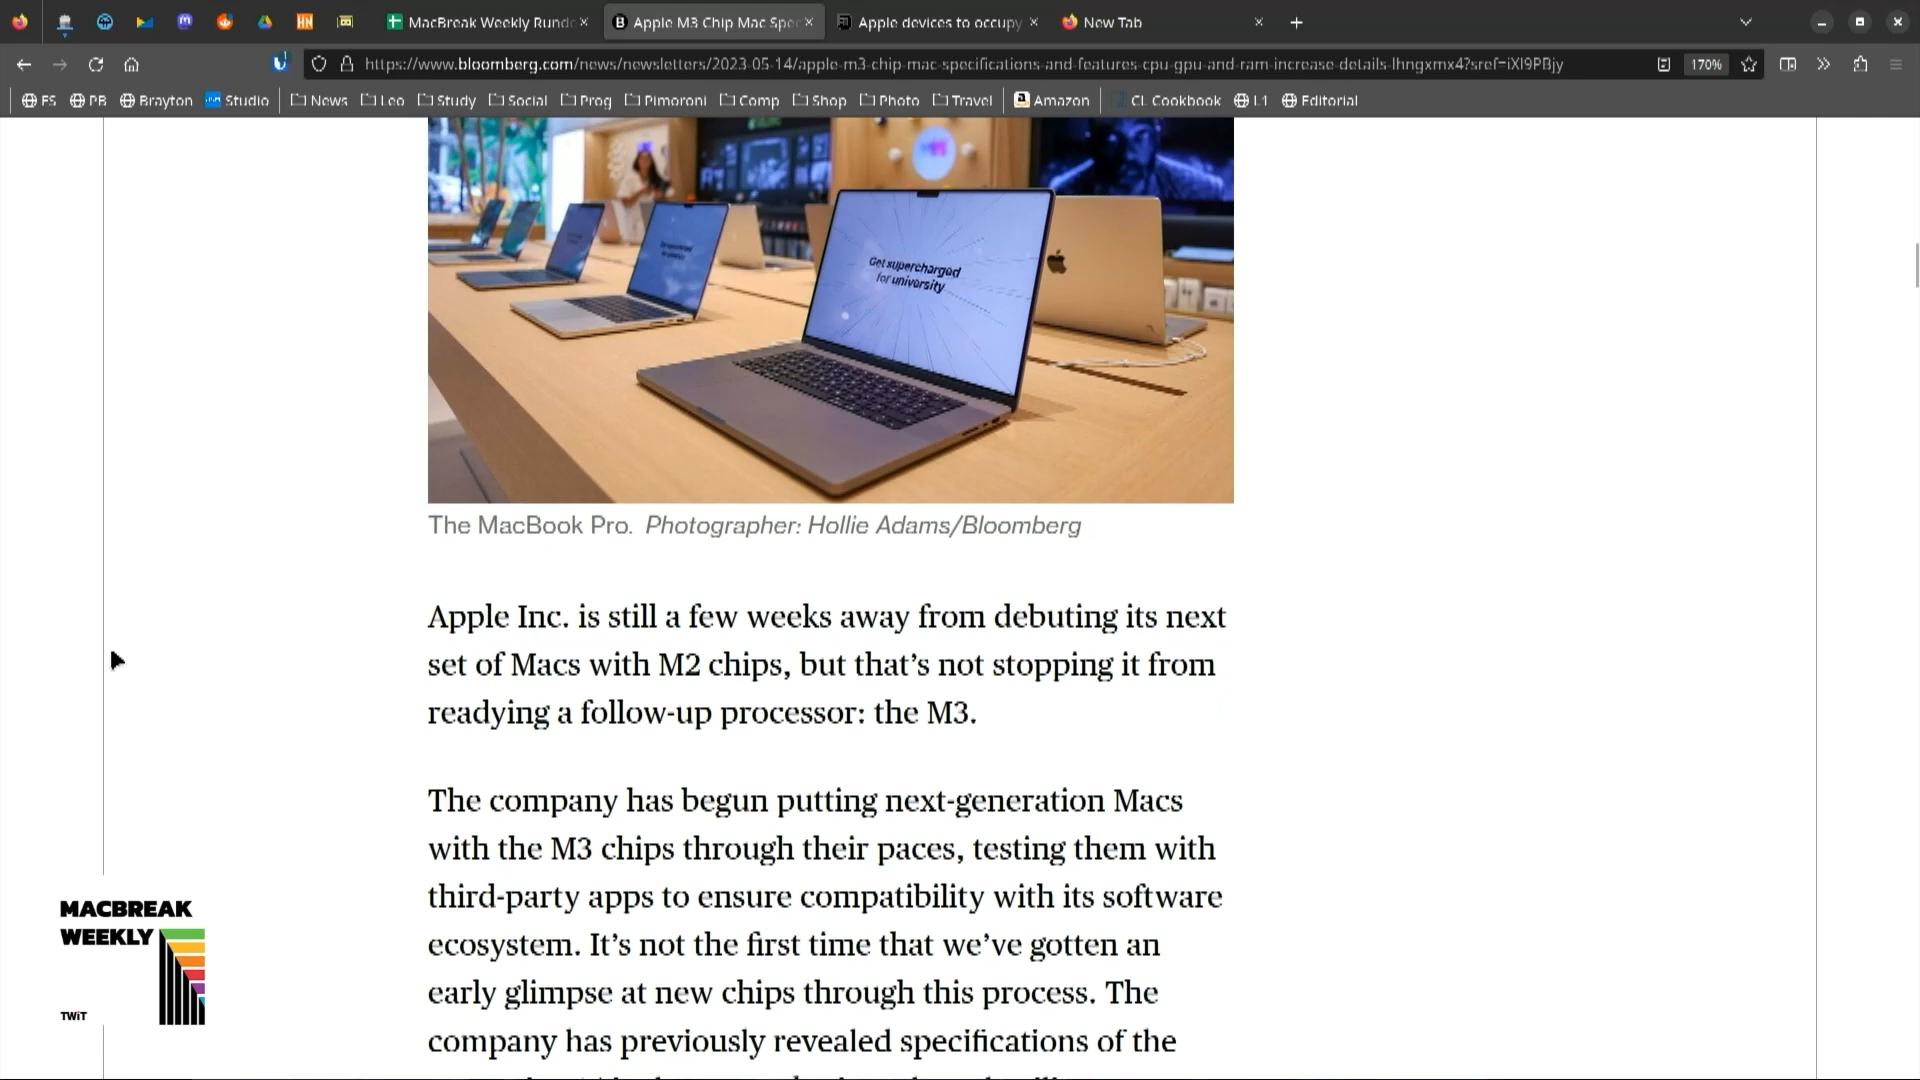 MacBreak Weekly Rund
Apple M3 Chip Mac Spe
Apple devices to occupy
New Tab
https://www.bloomberg.com/news/newsletters/2023-05-14/apple-m3-chip-mac-specifications-and-features-cpu-gpu-and-ram-increase-details-lhngxmx4?sref=iXI9PBjy
170%
FS PB Brayton Studio News Leo Study Social Prog Pimoroni Comp Shop Photo Travel Amazon CL Cookbook L1 Editorial
Get supercharged
for university
The MacBook Pro. Photographer: Hollie Adams/Bloomberg
Apple Inc. is still a few weeks away from debuting its next
set of Macs with M2 chips, but that’s not stopping it from
readying a follow-up processor: the M3.
The company has begun putting next-generation Macs
with the M3 chips through their paces, testing them with
third-party apps to ensure compatibility with its software
ecosystem. It’s not the first time that we’ve gotten an
early glimpse at new chips through this process. The
company has previously revealed specifications of the
MACBREAK
WEEKLY
TWiT